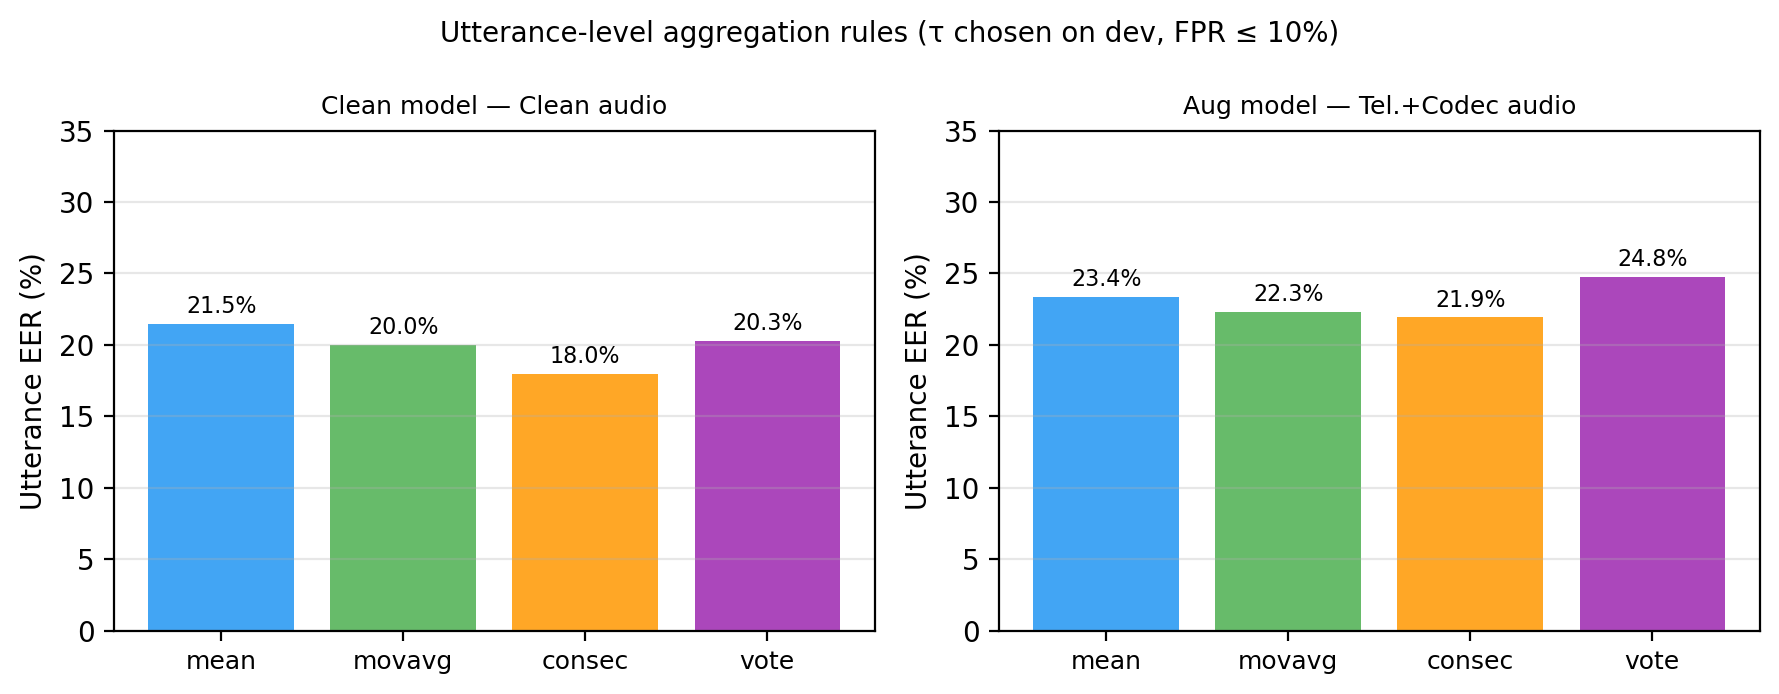 Utterance-level aggregation rules (τ chosen on dev, FPR ≤ 10%)
Clean model — Clean audio
Utterance EER (%)
35
30
25
20
15
10
5
0
21.5%
20.0%
18.0%
20.3%
mean
movavg
consec
vote
Aug model — Tel.+Codec audio
Utterance EER (%)
35
30
25
20
15
10
5
0
23.4%
22.3%
21.9%
24.8%
mean
movavg
consec
vote